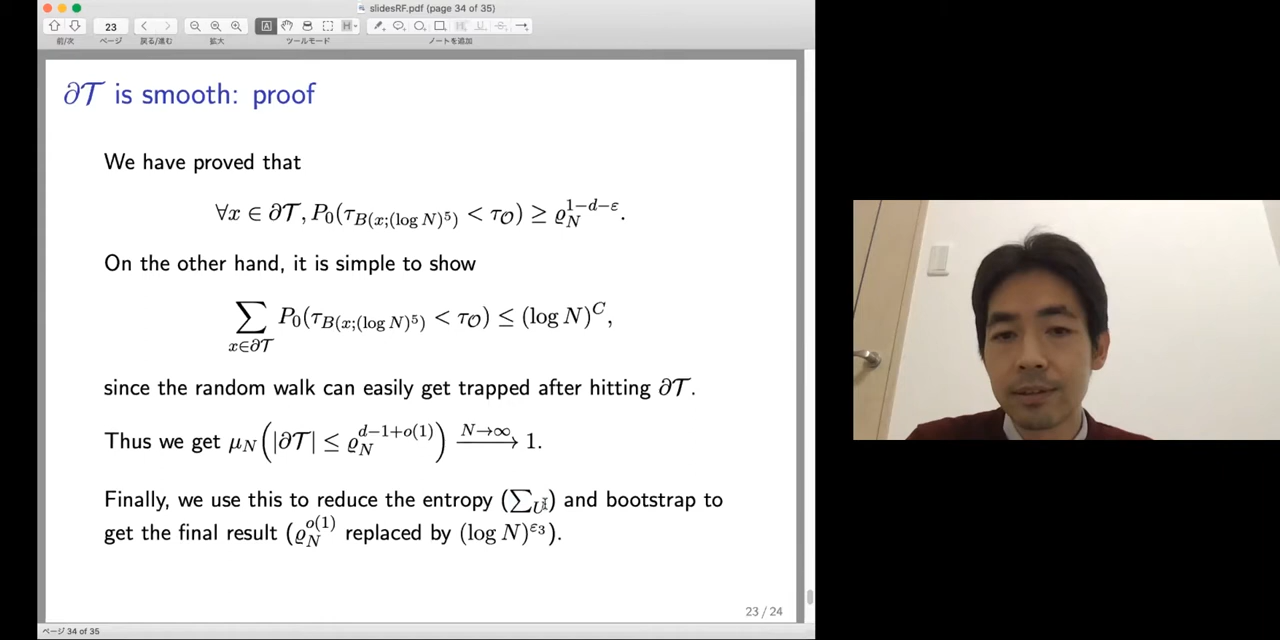 slidesRF.pdf (page 34 of 35)
23
前/次 ページ 戻る/進む 拡大 ツールモード ノートを追加
∂𝒯 is smooth: proof
We have proved that
∀x ∈ ∂𝒯, P₀(τ_{B(x;(log N)⁵)} < τ_𝒪) ≥ ϱ_N^{1−d−ε}.
On the other hand, it is simple to show
∑_{x∈∂𝒯} P₀(τ_{B(x;(log N)⁵)} < τ_𝒪) ≤ (log N)^C,
since the random walk can easily get trapped after hitting ∂𝒯.
Thus we get μ_N(|∂𝒯| ≤ ϱ_N^{d−1+o(1)}) →^{N→∞} 1.
Finally, we use this to reduce the entropy (∑_U) and bootstrap to
get the final result (ϱ_N^{o(1)} replaced by (log N)^{ε₃}).
23 / 24
ページ 34 of 35